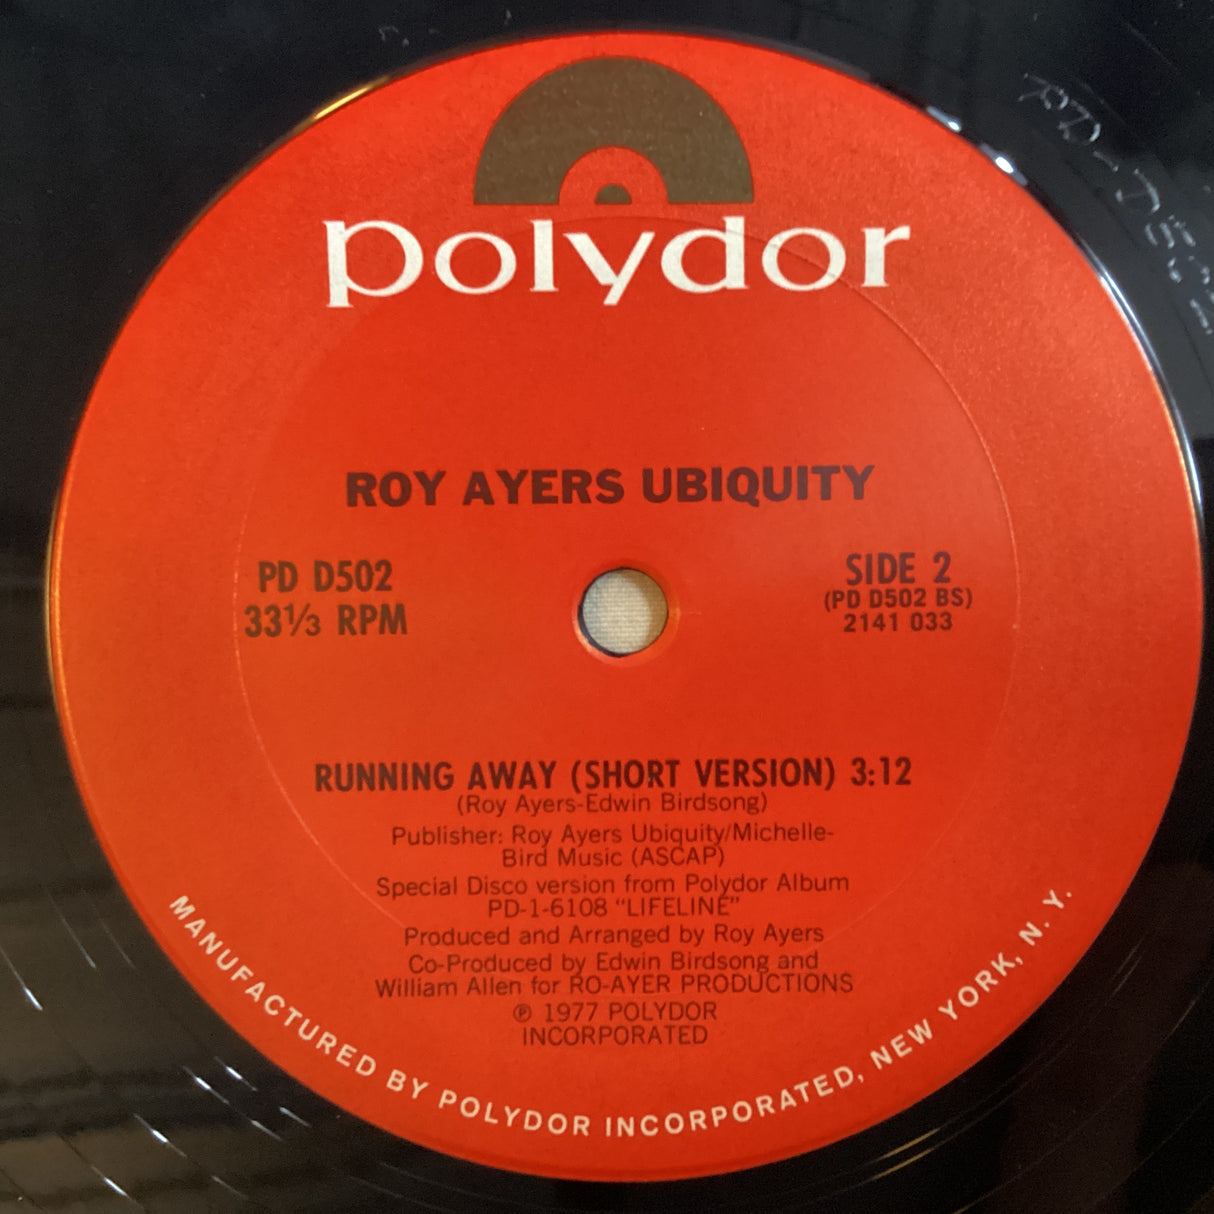 polydor
ROY AYERS UBIQUITY
PD D502
33⅓ RPM
SIDE 2
(PD D502 BS)
2141 033
RUNNING AWAY (SHORT VERSION) 3:12
(Roy Ayers-Edwin Birdsong)
Publisher: Roy Ayers Ubiquity/Michelle-
Bird Music (ASCAP)
Special Disco version from Polydor Album
PD-1-6108 “LIFELINE”
Produced and Arranged by Roy Ayers
Co-Produced by Edwin Birdsong and
William Allen for RO-AYER PRODUCTIONS
℗ 1977 POLYDOR
INCORPORATED
MANUFACTURED BY POLYDOR INCORPORATED, NEW YORK, N. Y.